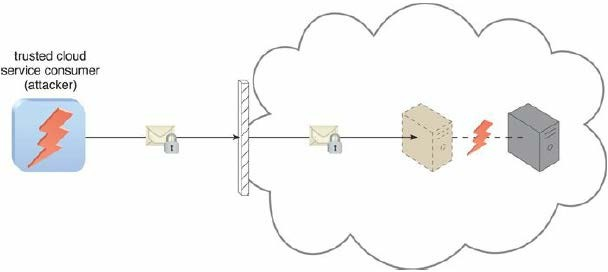 trusted cloud
service consumer
(attacker)